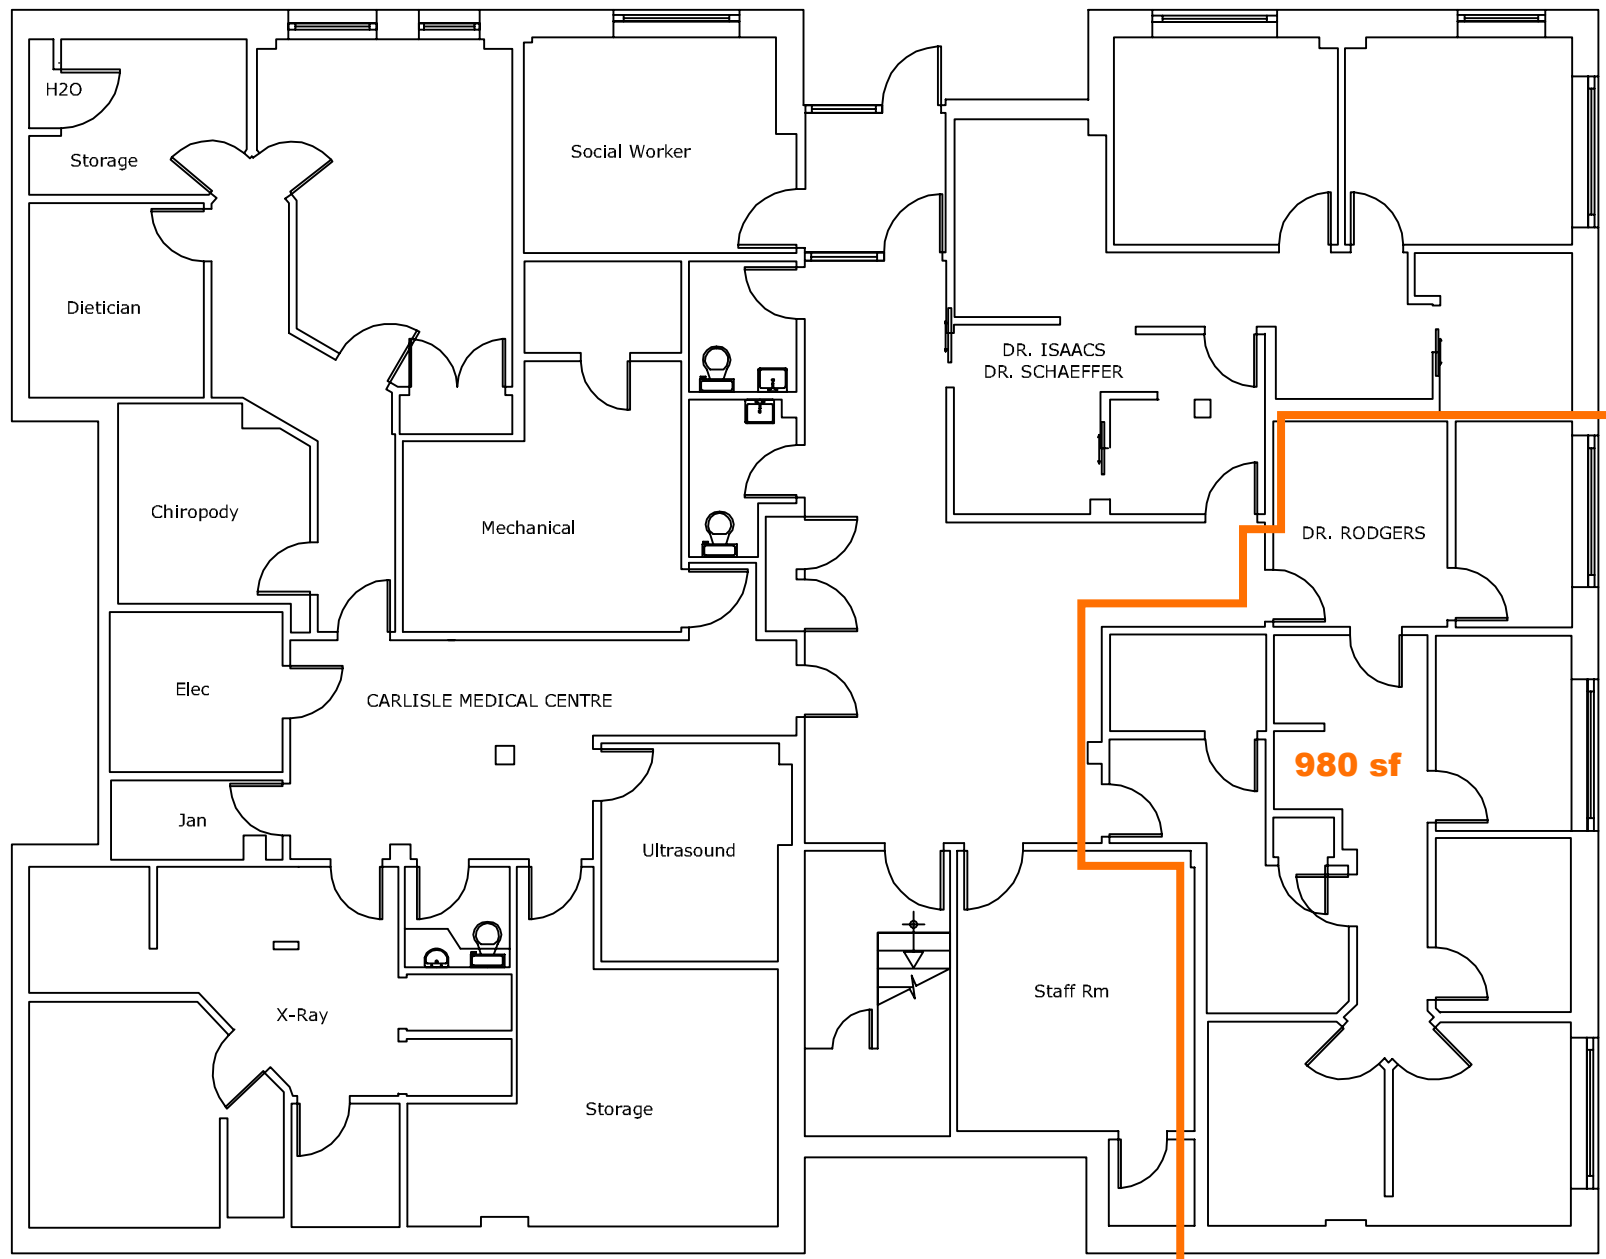 H2O
Storage
Social Worker
Dietician
DR. ISAACS
DR. SCHAEFFER
Chiropody
Mechanical
DR. RODGERS
Elec
CARLISLE MEDICAL CENTRE
980 sf
Jan
Ultrasound
Staff Rm
X-Ray
Storage